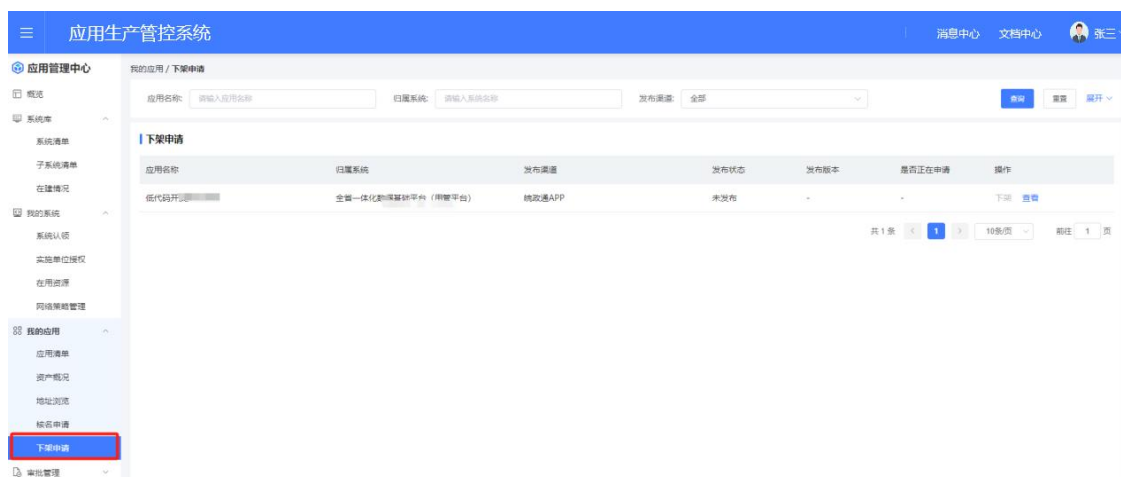 应用生产管控系统
消息中心 文档中心 张三
应用管理中心
我的应用 / 下架申请
概览
应用名称: 请输入应用名称 归属系统: 请输入系统名称 发布渠道: 全部 查询 重置 展开
系统库
系统清单
下架申请
子系统清单
应用名称 归属系统 发布渠道 发布状态 发布版本 是否正在申请 操作
在建情况
低代码开 全省一体化数据基础平台（用管平台） 皖政通APP 未发布 - - 下架 查看
我的系统
共 1 条 < 1 > 10条/页 前往 1 页
系统认领
实施单位授权
在用资源
网络策略管理
我的应用
应用清单
资产概况
地址浏览
核名申请
下架申请
审批管理